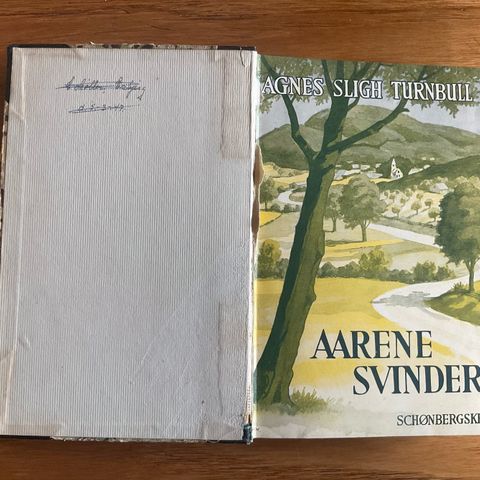 AGNES SLIGH TURNBULL
AARENE
SVINDER
SCHØNBERGSKE